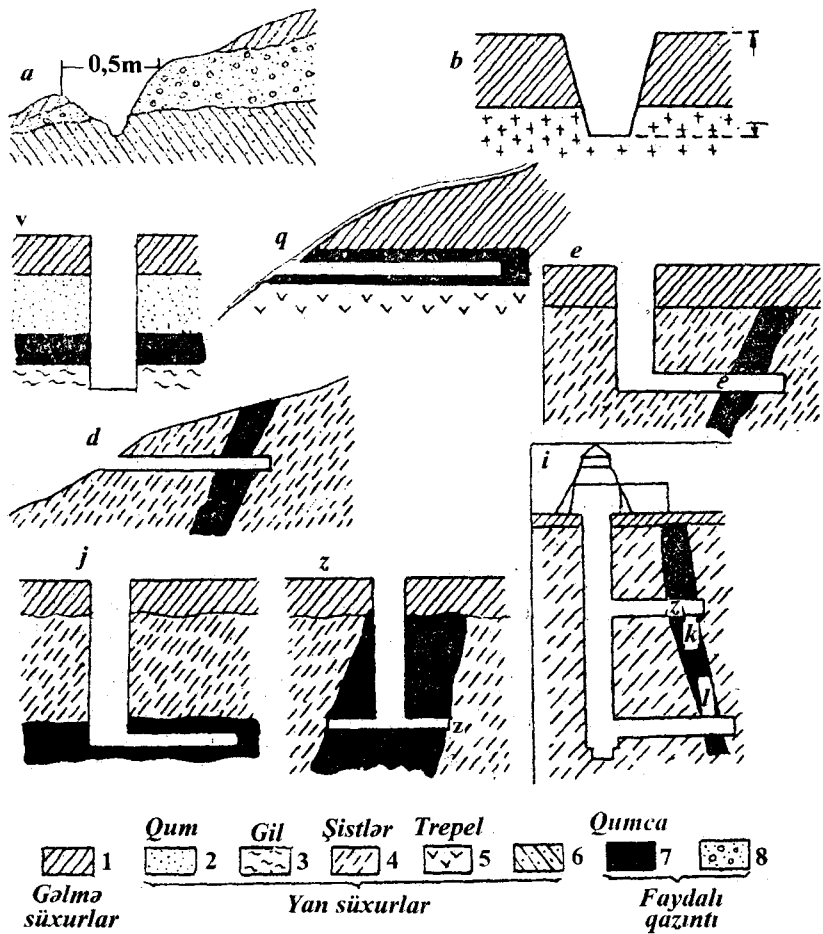 a
0,5m
b
v
q
e
e
d
i
z
k
l
j
z
z
Qum Gil Şistlər Trepel Qumca
1 2 3 4 5 6 7 8
Gəlmə süxurlar
Yan süxurlar
Faydalı qazıntı